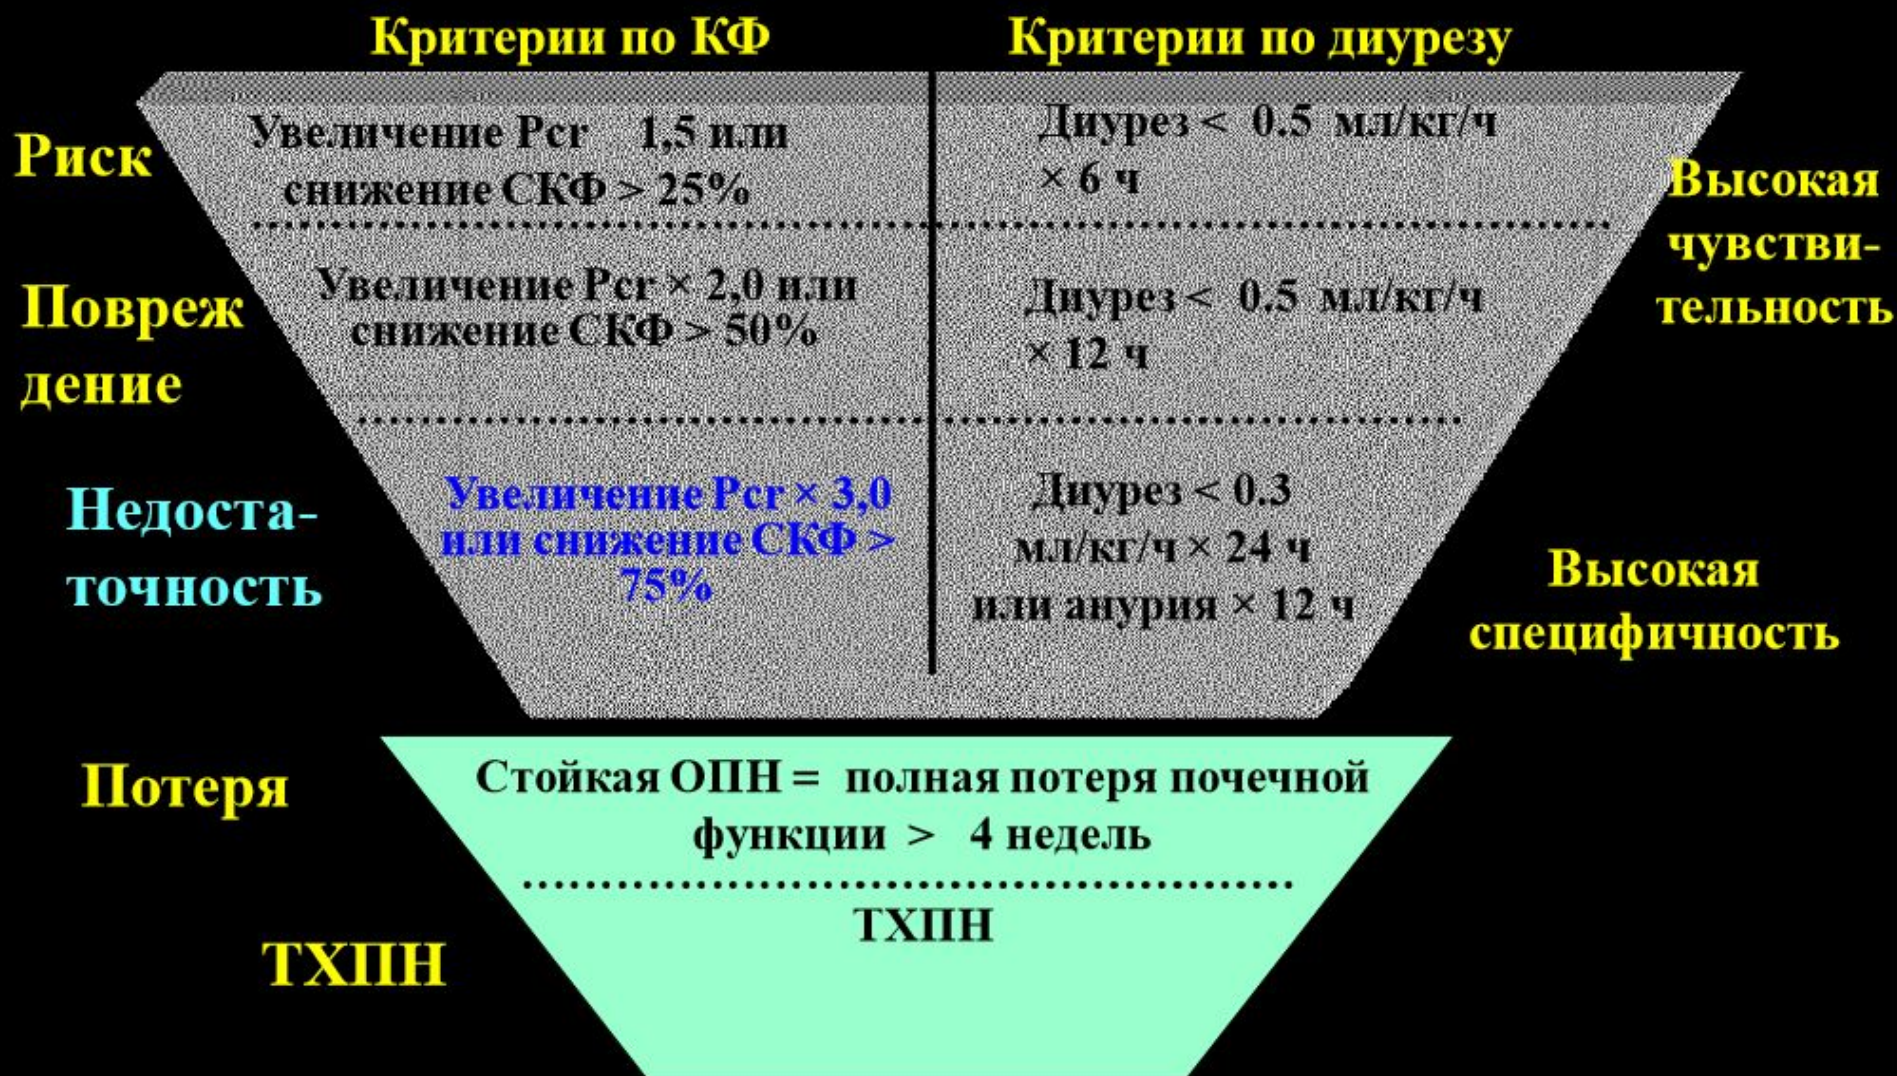 Критерии по КФ
Критерии по диурезу
Риск
Увеличение Pcr 1,5 или
снижение СКФ > 25%
Диурез < 0.5 мл/кг/ч
× 6 ч
Высокая
чувстви-
тельность
Повреж
дение
Увеличение Pcr × 2,0 или
снижение СКФ > 50%
Диурез < 0.5 мл/кг/ч
× 12 ч
Недоста-
точность
Увеличение Pcr × 3,0
или снижение СКФ >
75%
Диурез < 0.3
мл/кг/ч × 24 ч
или анурия × 12 ч
Высокая
специфичность
Потеря
Стойкая ОПН = полная потеря почечной
функции > 4 недель
ТХПН
ТХПН